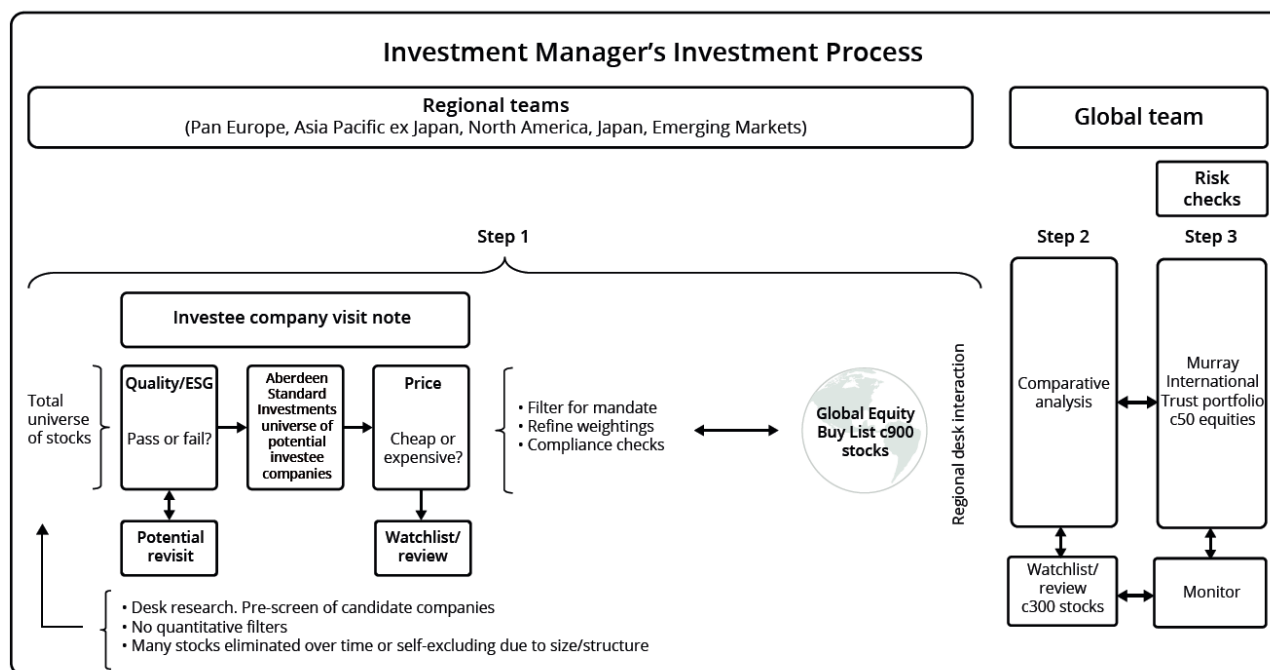 Investment Manager’s Investment Process
Regional teams
(Pan Europe, Asia Pacific ex Japan, North America, Japan, Emerging Markets)
Global team
Risk
checks
Step 1
Step 2
Step 3
Investee company visit note
Total
universe
of stocks
Quality/ESG
Pass or fail?
Aberdeen
Standard
Investments
universe of
potential
investee
companies
Price
Cheap or
expensive?
• Filter for mandate
• Refine weightings
• Compliance checks
Global Equity
Buy List c900
stocks
Regional desk interaction
Comparative
analysis
Murray
International
Trust portfolio
c50 equities
Potential
revisit
Watchlist/
review
Watchlist/
review
c300 stocks
Monitor
• Desk research. Pre-screen of candidate companies
• No quantitative filters
• Many stocks eliminated over time or self-excluding due to size/structure